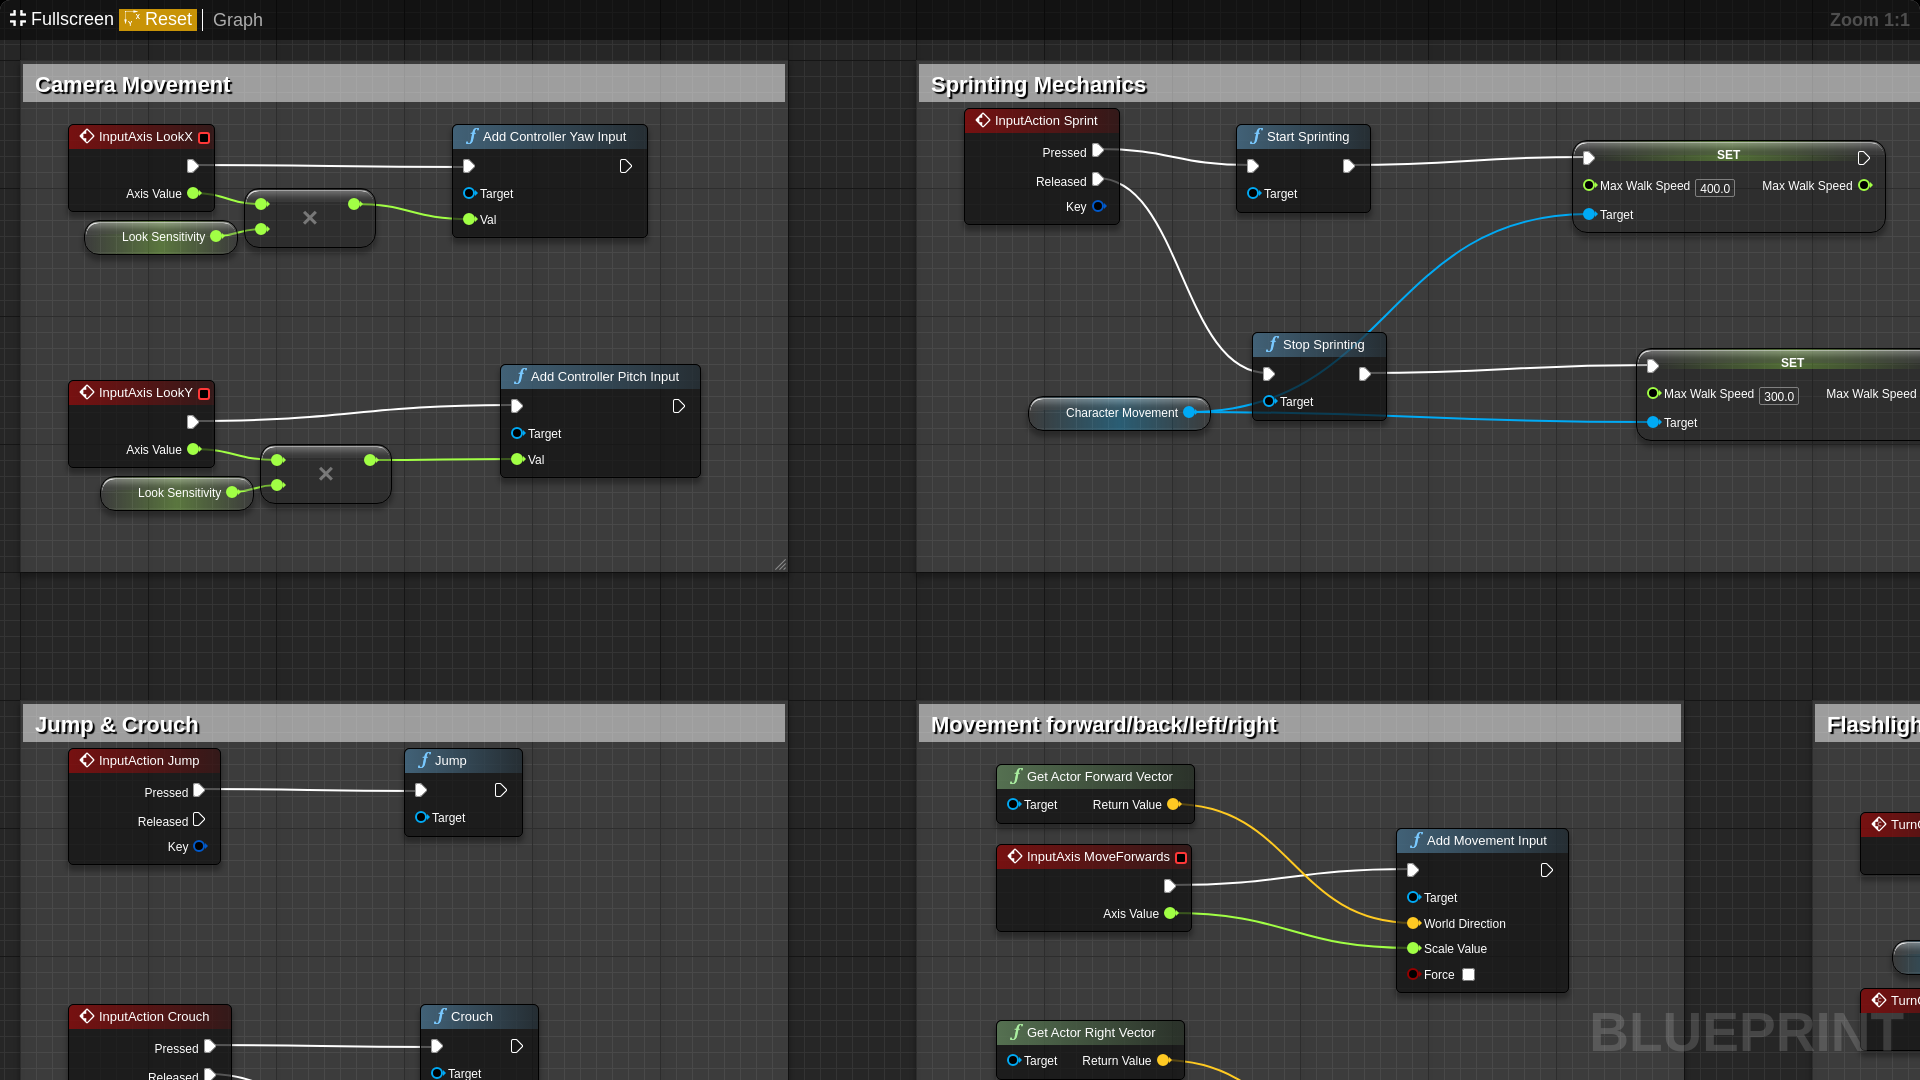 Fullscreen Reset Graph
Zoom 1:1
Camera Movement
InputAxis LookX
Axis Value
Look Sensitivity
Add Controller Yaw Input
Target
Val
InputAxis LookY
Axis Value
Look Sensitivity
Add Controller Pitch Input
Target
Val
Sprinting Mechanics
InputAction Sprint
Pressed
Released
Key
Start Sprinting
Target
SET
Max Walk Speed 400.0 Max Walk Speed
Target
Stop Sprinting
Target
Character Movement
SET
Max Walk Speed 300.0 Max Walk Speed
Target
Jump & Crouch
InputAction Jump
Pressed
Released
Key
Jump
Target
InputAction Crouch
Pressed
Released
Crouch
Target
Movement forward/back/left/right
Get Actor Forward Vector
Target Return Value
InputAxis MoveForwards
Axis Value
Add Movement Input
Target
World Direction
Scale Value
Force
Get Actor Right Vector
Target Return Value
BLUEPRINT